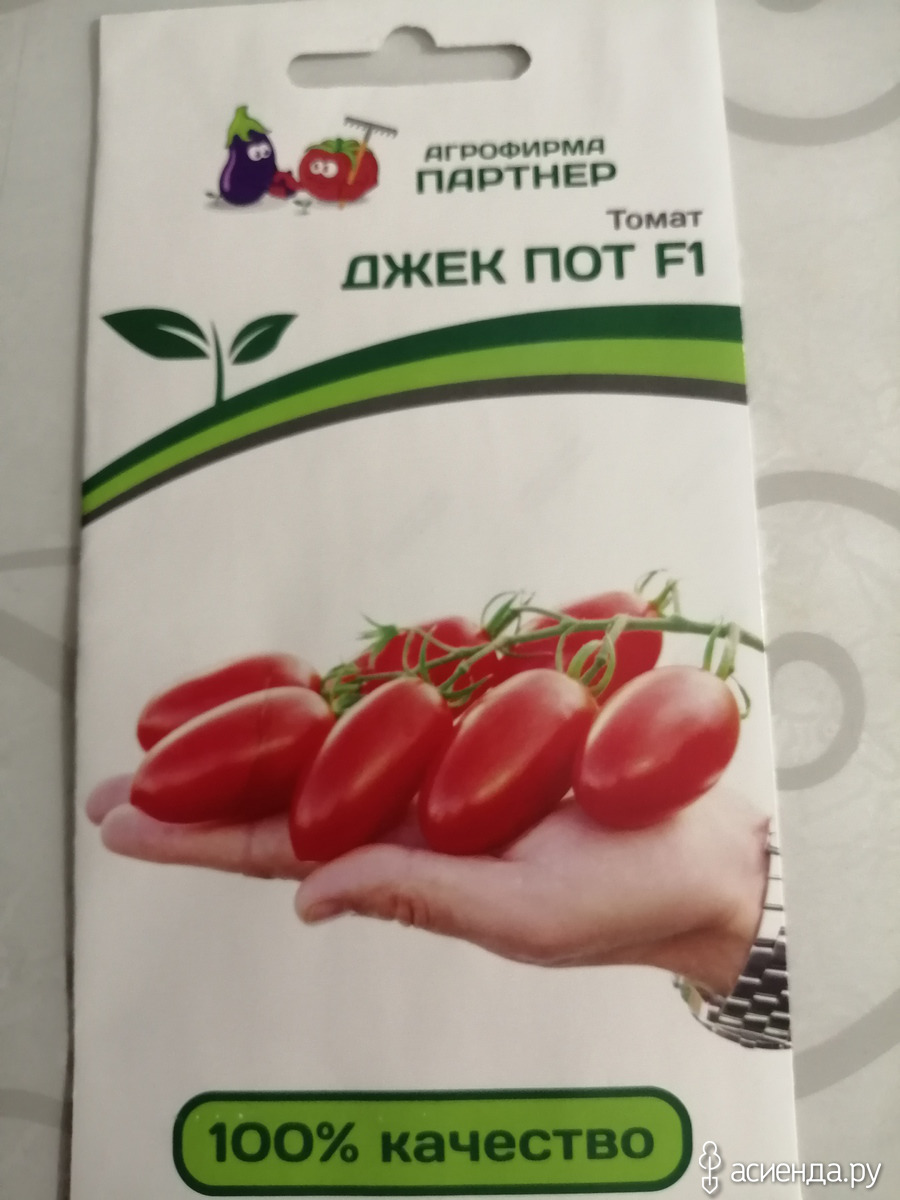 АГРОФИРМА
ПАРТНЕР
Томат
ДЖЕК ПОТ F1
100% качество
асиенда.ру